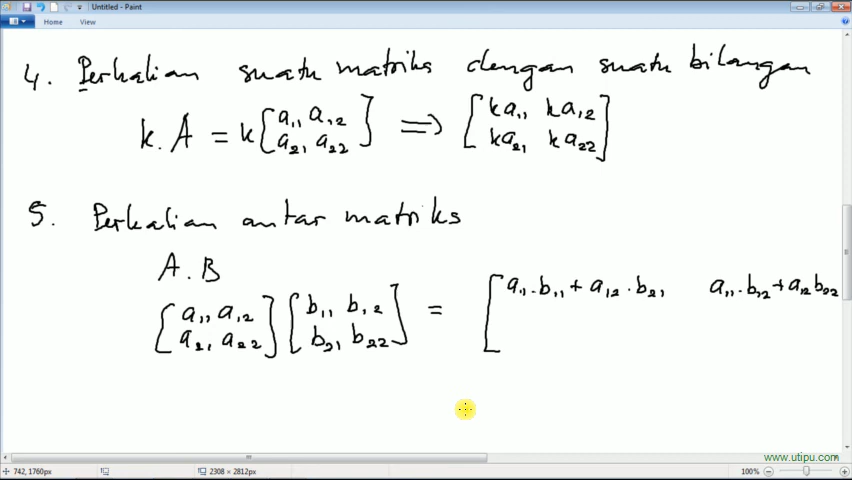 Untitled - Paint
Home View
4. Perkalian suatu matriks dengan suatu bilangan
k.A = k[a11 a12 ⟹ [ka11 ka12
a21 a22] ka21 ka22]
5. Perkalian antar matriks
A.B
[a11 a12 [b11 b12 = [a11.b11 + a12.b21 a11.b12 + a12 b22
a21 a22] b21 b22]
www.utipu.com
742, 1760px 2308 × 2812px 100%